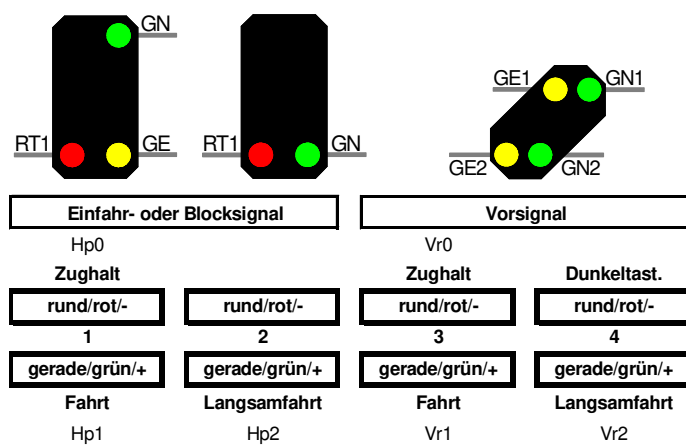 GN
RT1 GE RT1 GN
GE1 GN1
GE2 GN2
Einfahr- oder Blocksignal Vorsignal
Hp0 Vr0
Zughalt Zughalt Dunkeltast.
rund/rot/- rund/rot/- rund/rot/- rund/rot/-
1 2 3 4
gerade/grün/+ gerade/grün/+ gerade/grün/+ gerade/grün/+
Fahrt Langsamfahrt Fahrt Langsamfahrt
Hp1 Hp2 Vr1 Vr2